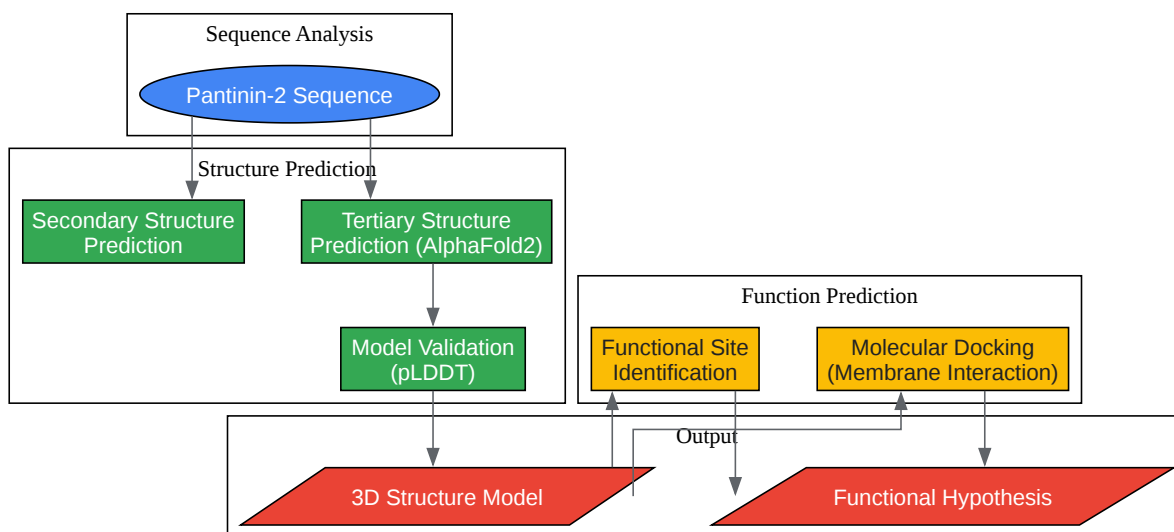 Sequence Analysis
Pantinin-2 Sequence
Structure Prediction
Secondary Structure
Prediction
Tertiary Structure
Prediction (AlphaFold2)
Model Validation
(pLDDT)
Function Prediction
Functional Site
Identification
Molecular Docking
(Membrane Interaction)
Output
3D Structure Model
Functional Hypothesis